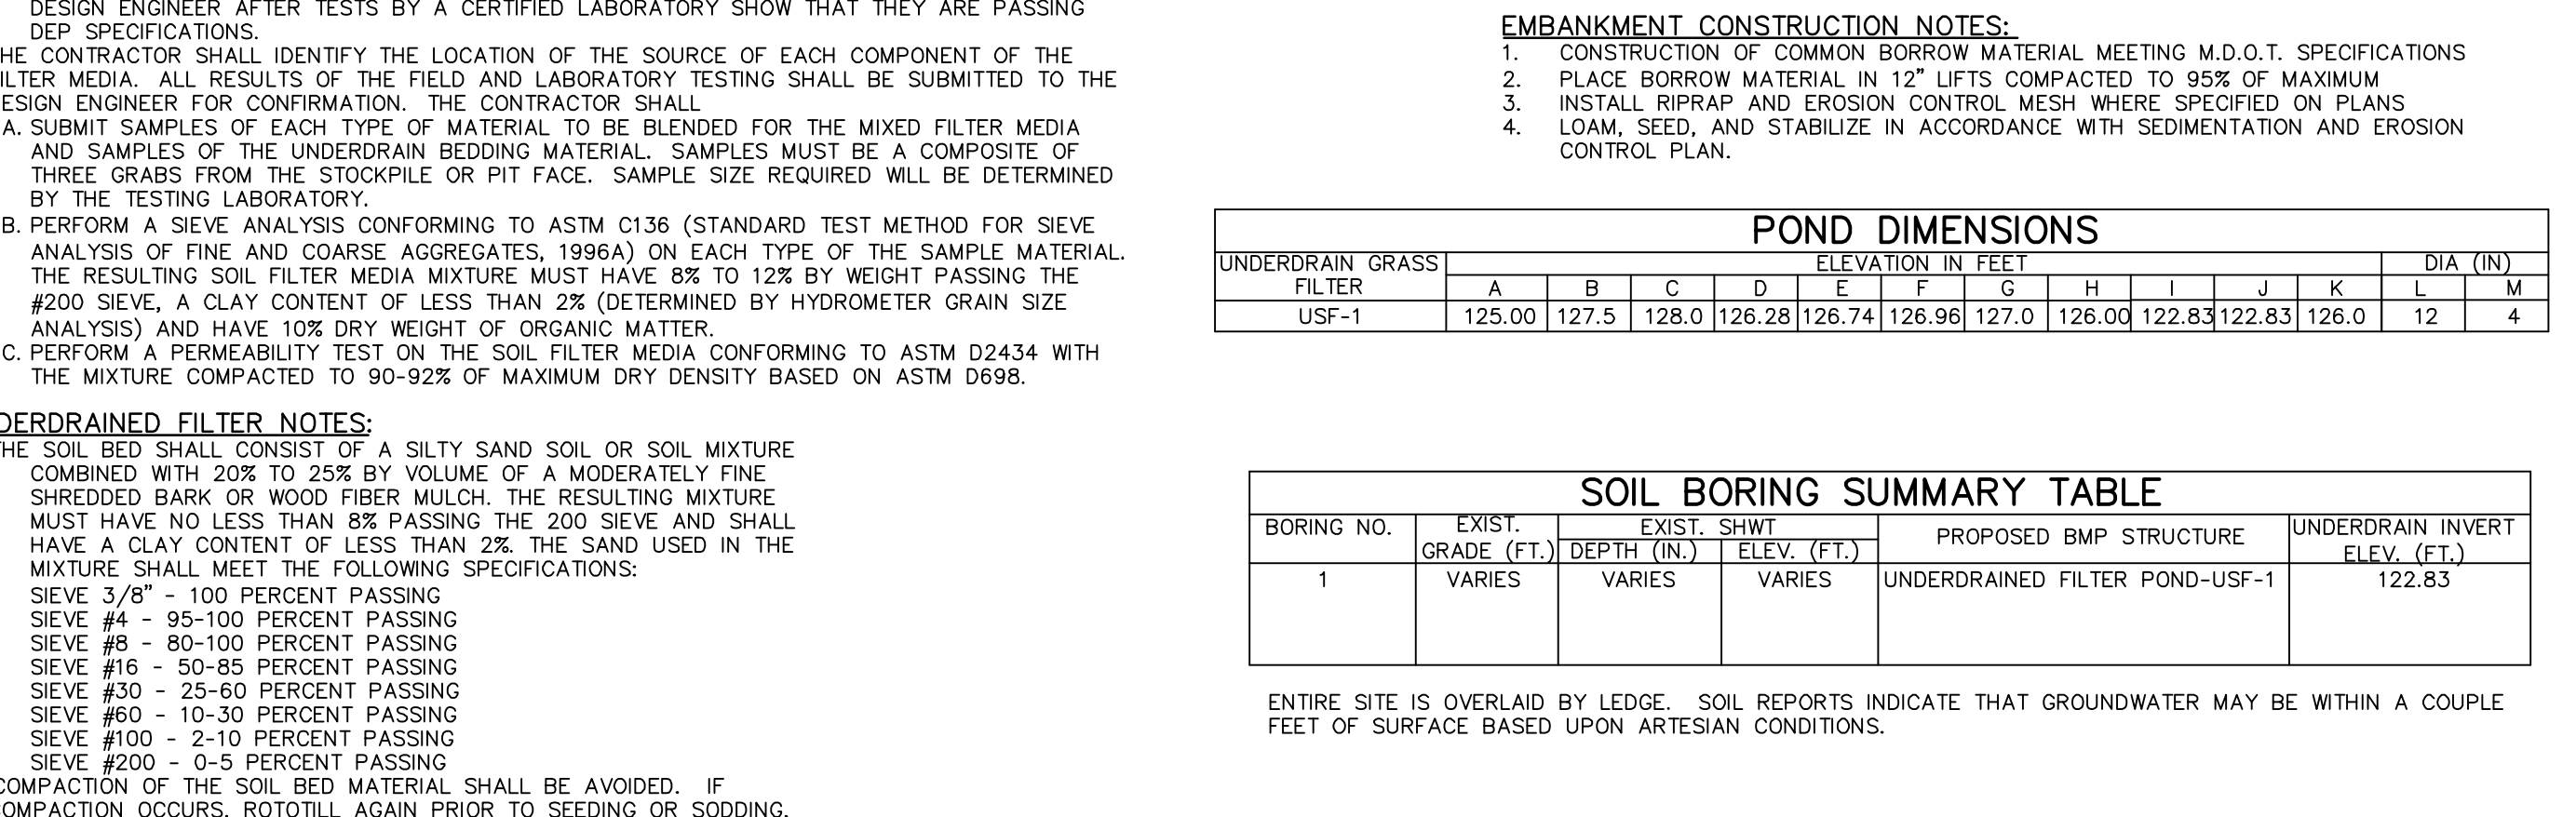 DESIGN ENGINEER AFTER TESTS BY A CERTIFIED LABORATORY SHOW THAT THEY ARE PASSING
DEP SPECIFICATIONS.
HE CONTRACTOR SHALL IDENTIFY THE LOCATION OF THE SOURCE OF EACH COMPONENT OF THE
ILTER MEDIA. ALL RESULTS OF THE FIELD AND LABORATORY TESTING SHALL BE SUBMITTED TO THE
ESIGN ENGINEER FOR CONFIRMATION. THE CONTRACTOR SHALL
A. SUBMIT SAMPLES OF EACH TYPE OF MATERIAL TO BE BLENDED FOR THE MIXED FILTER MEDIA
AND SAMPLES OF THE UNDERDRAIN BEDDING MATERIAL. SAMPLES MUST BE A COMPOSITE OF
THREE GRABS FROM THE STOCKPILE OR PIT FACE. SAMPLE SIZE REQUIRED WILL BE DETERMINED
BY THE TESTING LABORATORY.
B. PERFORM A SIEVE ANALYSIS CONFORMING TO ASTM C136 (STANDARD TEST METHOD FOR SIEVE
ANALYSIS OF FINE AND COARSE AGGREGATES, 1996A) ON EACH TYPE OF THE SAMPLE MATERIAL.
THE RESULTING SOIL FILTER MEDIA MIXTURE MUST HAVE 8% TO 12% BY WEIGHT PASSING THE
#200 SIEVE, A CLAY CONTENT OF LESS THAN 2% (DETERMINED BY HYDROMETER GRAIN SIZE
ANALYSIS) AND HAVE 10% DRY WEIGHT OF ORGANIC MATTER.
C. PERFORM A PERMEABILITY TEST ON THE SOIL FILTER MEDIA CONFORMING TO ASTM D2434 WITH
THE MIXTURE COMPACTED TO 90-92% OF MAXIMUM DRY DENSITY BASED ON ASTM D698.
DERDRAINED FILTER NOTES:
HE SOIL BED SHALL CONSIST OF A SILTY SAND SOIL OR SOIL MIXTURE
COMBINED WITH 20% TO 25% BY VOLUME OF A MODERATELY FINE
SHREDDED BARK OR WOOD FIBER MULCH. THE RESULTING MIXTURE
MUST HAVE NO LESS THAN 8% PASSING THE 200 SIEVE AND SHALL
HAVE A CLAY CONTENT OF LESS THAN 2%. THE SAND USED IN THE
MIXTURE SHALL MEET THE FOLLOWING SPECIFICATIONS:
SIEVE 3/8" - 100 PERCENT PASSING
SIEVE #4 - 95-100 PERCENT PASSING
SIEVE #8 - 80-100 PERCENT PASSING
SIEVE #16 - 50-85 PERCENT PASSING
SIEVE #30 - 25-60 PERCENT PASSING
SIEVE #60 - 10-30 PERCENT PASSING
SIEVE #100 - 2-10 PERCENT PASSING
SIEVE #200 - 0-5 PERCENT PASSING
COMPACTION OF THE SOIL BED MATERIAL SHALL BE AVOIDED. IF
COMPACTION OCCURS, ROTOTILL AGAIN PRIOR TO SEEDING OR SODDING.
EMBANKMENT CONSTRUCTION NOTES:
1. CONSTRUCTION OF COMMON BORROW MATERIAL MEETING M.D.O.T. SPECIFICATIONS
2. PLACE BORROW MATERIAL IN 12" LIFTS COMPACTED TO 95% OF MAXIMUM
3. INSTALL RIPRAP AND EROSION CONTROL MESH WHERE SPECIFIED ON PLANS
4. LOAM, SEED, AND STABILIZE IN ACCORDANCE WITH SEDIMENTATION AND EROSION
CONTROL PLAN.
POND DIMENSIONS
UNDERDRAIN GRASS FILTER ELEVATION IN FEET DIA (IN)
A B C D E F G H I J K L M
USF-1 125.00 127.5 128.0 126.28 126.74 126.96 127.0 126.00 122.83 122.83 126.0 12 4
SOIL BORING SUMMARY TABLE
BORING NO. EXIST. GRADE (FT.) EXIST. SHWT PROPOSED BMP STRUCTURE UNDERDRAIN INVERT ELEV. (FT.)
DEPTH (IN.) ELEV. (FT.)
1 VARIES VARIES VARIES UNDERDRAINED FILTER POND-USF-1 122.83
ENTIRE SITE IS OVERLAID BY LEDGE. SOIL REPORTS INDICATE THAT GROUNDWATER MAY BE WITHIN A COUPLE
FEET OF SURFACE BASED UPON ARTESIAN CONDITIONS.